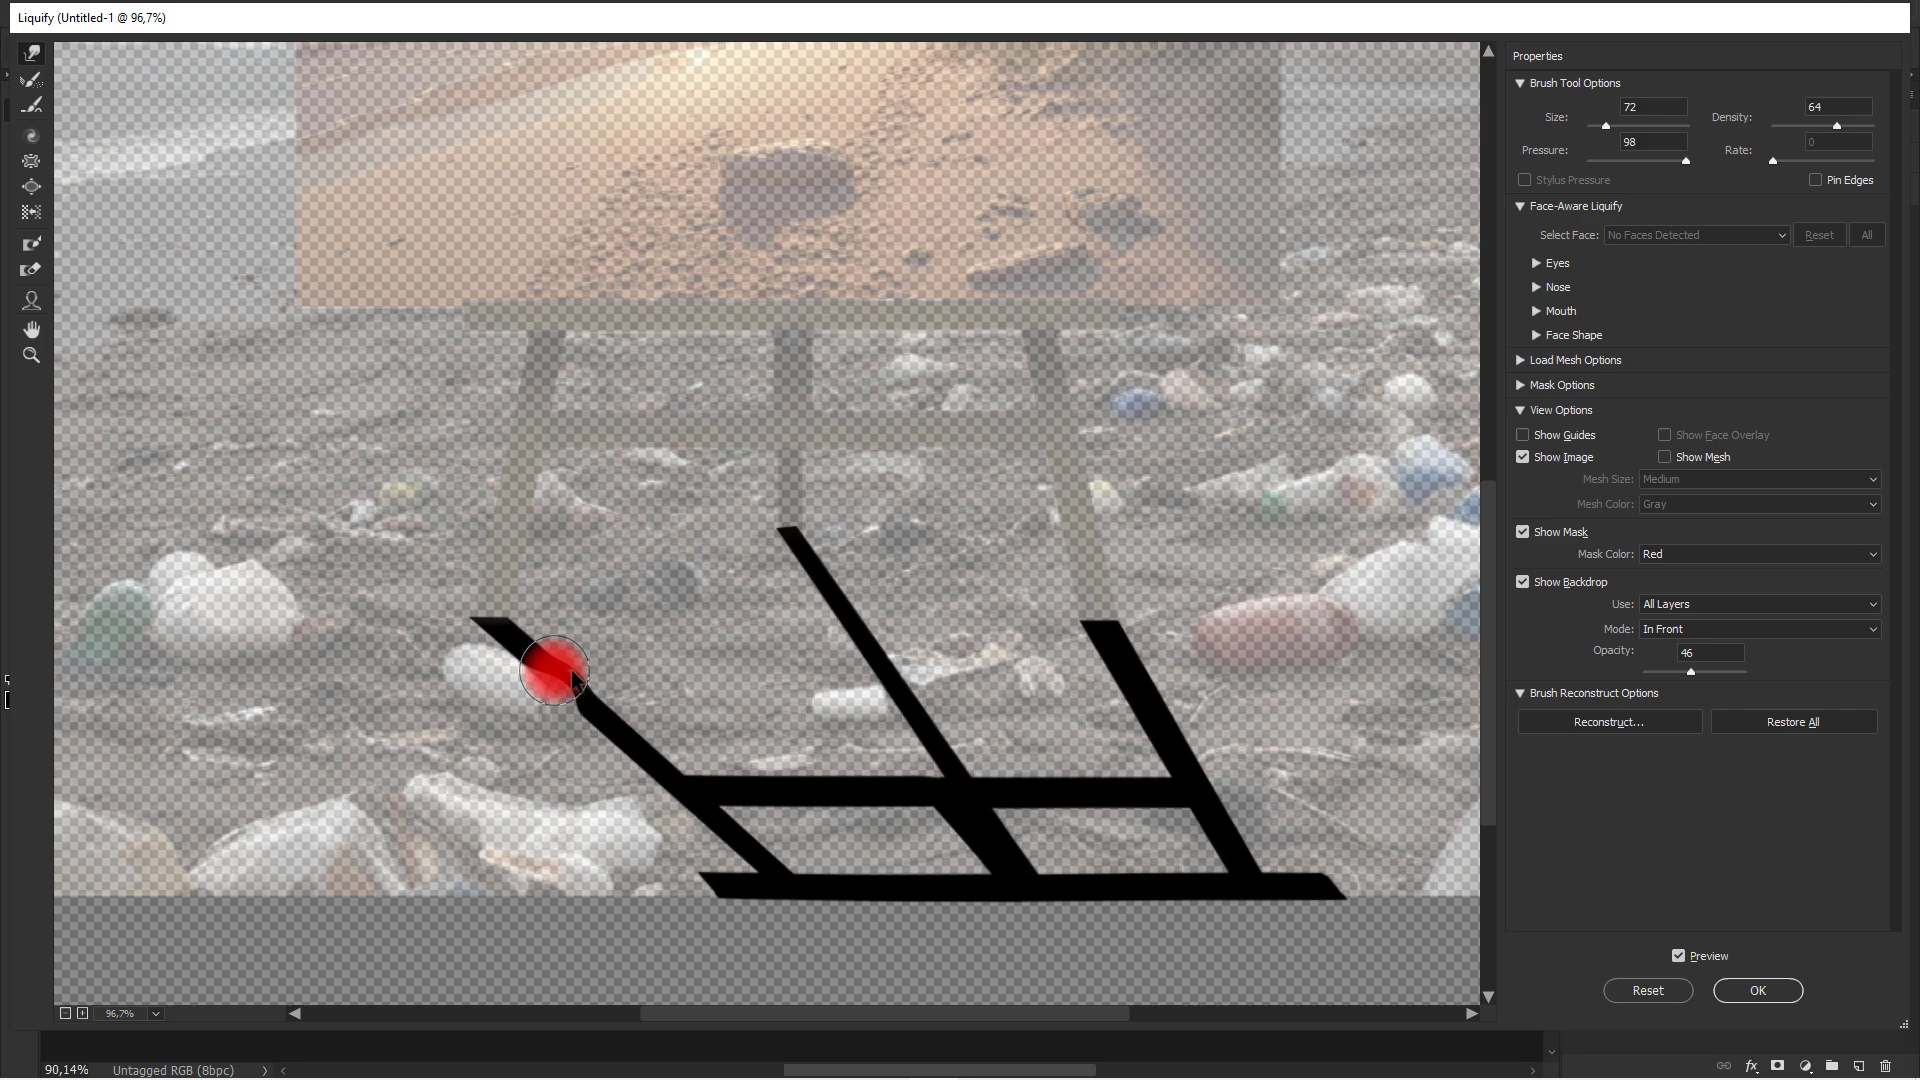 Liquify (Untitled-1 @ 96,7%)
Properties
Brush Tool Options
Size: 72 Density: 64
Pressure: 98 Rate: 0
Stylus Pressure Pin Edges
Face-Aware Liquify
Select Face: No Faces Detected Reset All
Eyes
Nose
Mouth
Face Shape
Load Mesh Options
Mask Options
View Options
Show Guides Show Face Overlay
Show Image Show Mesh
Mesh Size: Medium
Mesh Color: Gray
Show Mask
Mask Color: Red
Show Backdrop
Use: All Layers
Mode: In Front
Opacity: 46
Brush Reconstruct Options
Reconstruct... Restore All
Preview
Reset OK
96,7%
90,14% Untagged RGB (8bpc)
fx